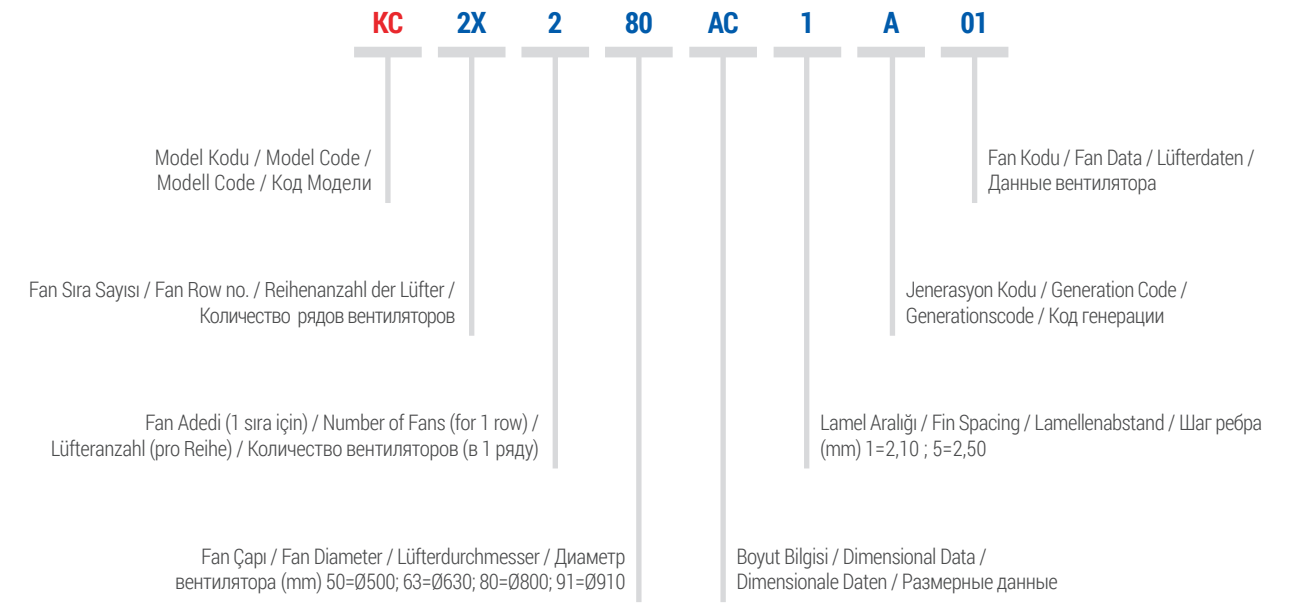 KC 2X 2 80 AC 1 A 01
Model Kodu / Model Code /
Modell Code / Код Модели
Fan Kodu / Fan Data / Lüfterdaten /
Данные вентилятора
Fan Sıra Sayısı / Fan Row no. / Reihenanzahl der Lüfter /
Количество рядов вентиляторов
Jenerasyon Kodu / Generation Code /
Generationscode / Код генерации
Fan Adedi (1 sıra için) / Number of Fans (for 1 row) /
Lüfteranzahl (pro Reihe) / Количество вентиляторов (в 1 ряду)
Lamel Aralığı / Fin Spacing / Lamellenabstand / Шаг ребра
(mm) 1=2,10 ; 5=2,50
Fan Çapı / Fan Diameter / Lüfterdurchmesser / Диаметр
вентилятора (mm) 50=Ø500; 63=Ø630; 80=Ø800; 91=Ø910
Boyut Bilgisi / Dimensional Data /
Dimensionale Daten / Размерные данные